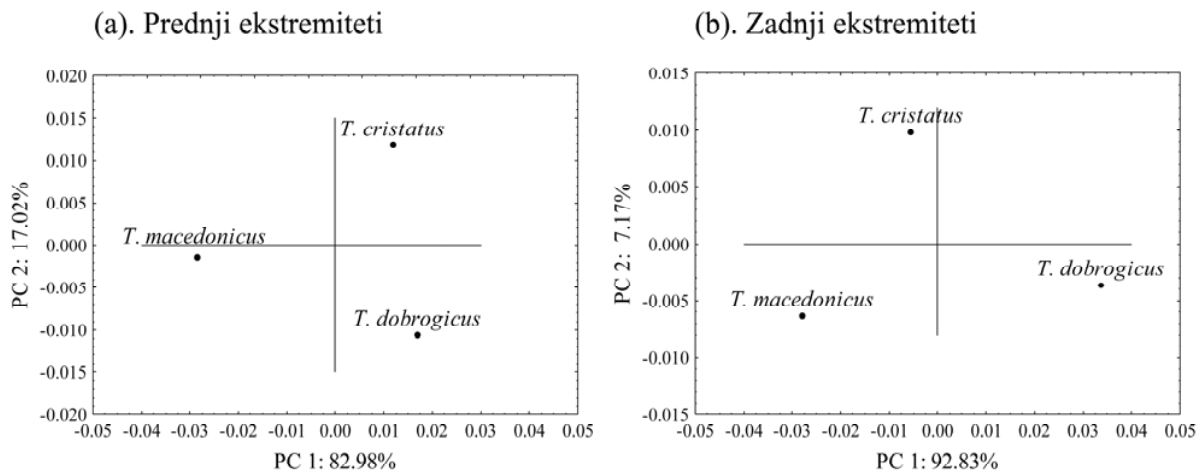 (a). Prednji ekstremiteti
0.020
0.015
T. cristatus
0.010
0.005
T. macedonicus
0.000
-0.005
T. dobrogicus
-0.010
-0.015
-0.020
-0.05 -0.04 -0.03 -0.02 -0.01 0.00 0.01 0.02 0.03 0.04 0.05
PC 1: 82.98%
PC 2: 17.02%
(b). Zadnji ekstremiteti
0.015
T. cristatus
0.010
0.005
0.000
T. dobrogicus
T. macedonicus
-0.005
-0.010
-0.015
-0.05 -0.04 -0.03 -0.02 -0.01 0.00 0.01 0.02 0.03 0.04 0.05
PC 1: 92.83%
PC 2: 7.17%